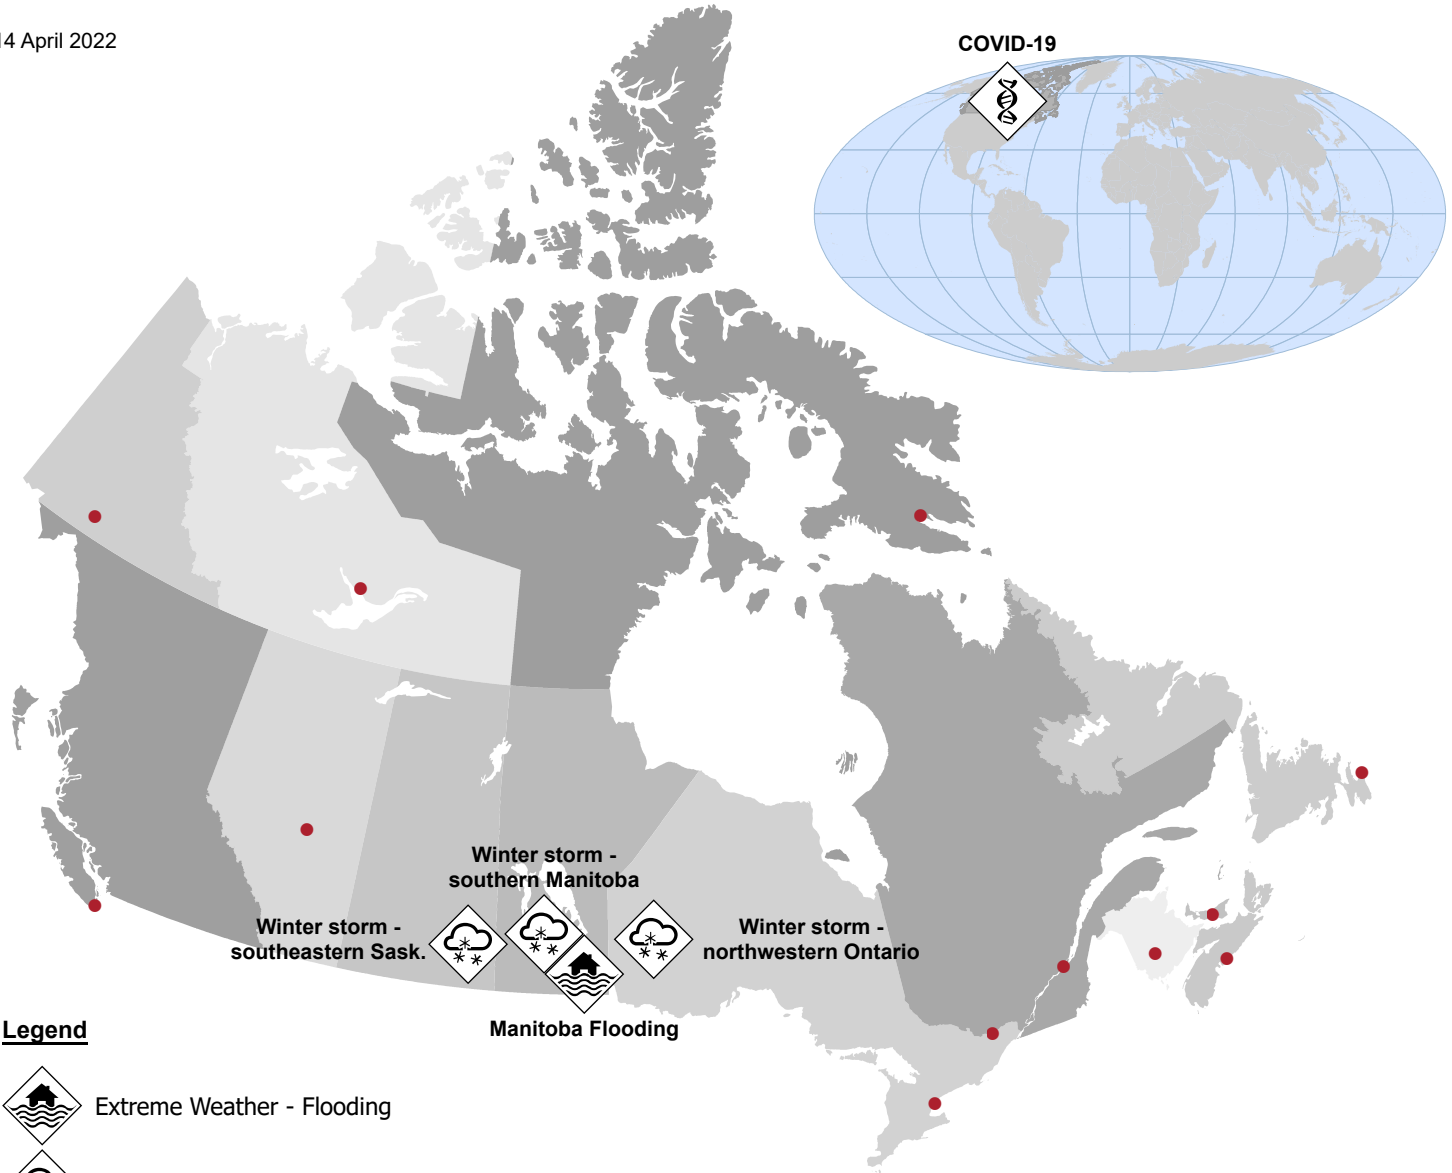 14 April 2022
COVID-19
Winter storm -
southern Manitoba
Winter storm -
southeastern Sask.
Winter storm -
northwestern Ontario
Manitoba Flooding
Legend
Extreme Weather - Flooding